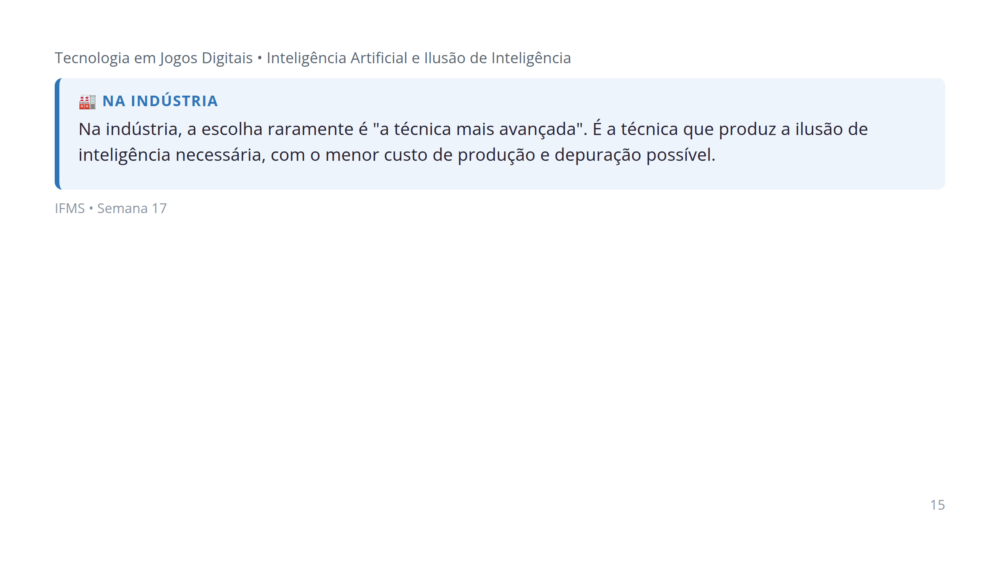 Tecnologia em Jogos Digitais • Inteligência Artificial e Ilusão de Inteligência
🏭 NA INDÚSTRIA
Na indústria, a escolha raramente é "a técnica mais avançada". É a técnica que produz a ilusão de
inteligência necessária, com o menor custo de produção e depuração possível.
IFMS • Semana 17
15